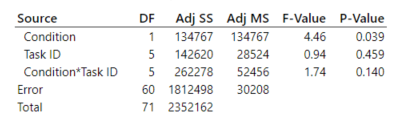 Source DF Adj SS Adj MS F-Value P-Value
Condition 1 134767 134767 4.46 0.039
Task ID 5 142620 28524 0.94 0.459
Condition*Task ID 5 262278 52456 1.74 0.140
Error 60 1812498 30208
Total 71 2352162